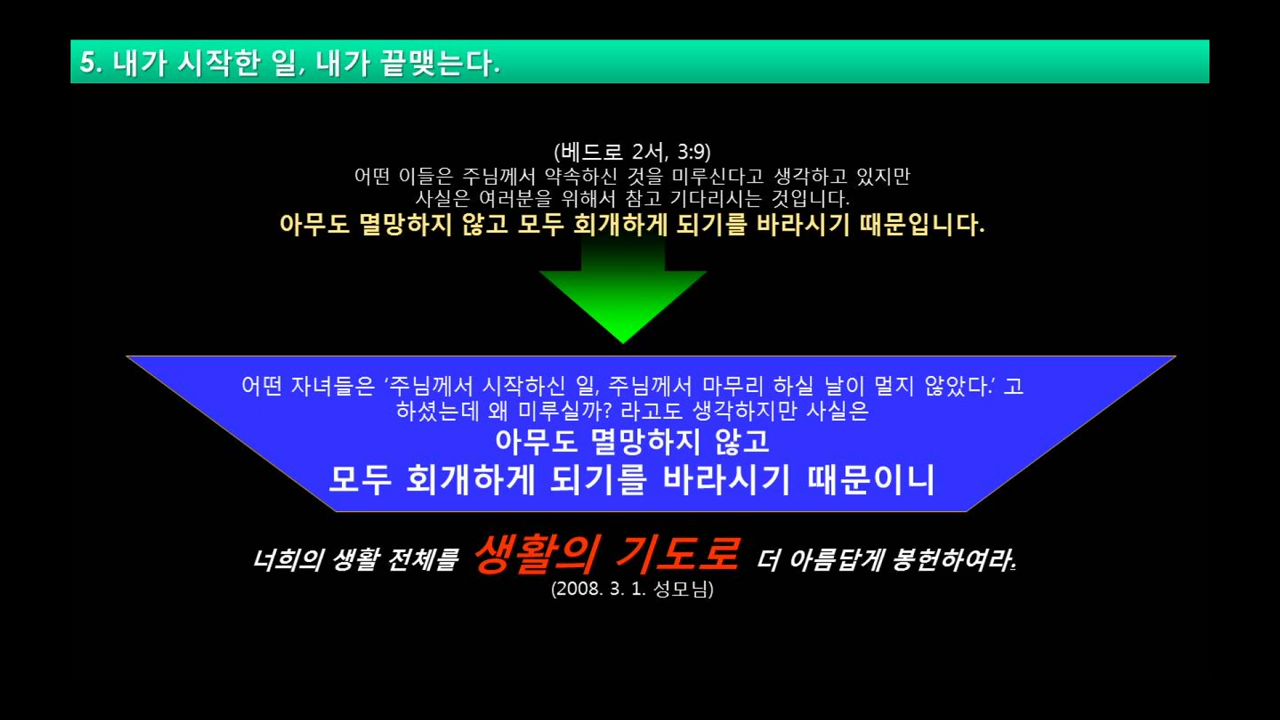 5. 내가 시작한 일, 내가 끝맺는다.
(베드로 2서, 3:9)
어떤 이들은 주님께서 약속하신 것을 미루신다고 생각하고 있지만
사실은 여러분을 위해서 참고 기다리시는 것입니다.
아무도 멸망하지 않고 모두 회개하게 되기를 바라시기 때문입니다.
어떤 자녀들은 ‘주님께서 시작하신 일, 주님께서 마무리 하실 날이 멀지 않았다.’ 고
하셨는데 왜 미루실까? 라고도 생각하지만 사실은
아무도 멸망하지 않고
모두 회개하게 되기를 바라시기 때문이니
너희의 생활 전체를 생활의 기도로 더 아름답게 봉헌하여라.
(2008. 3. 1. 성모님)